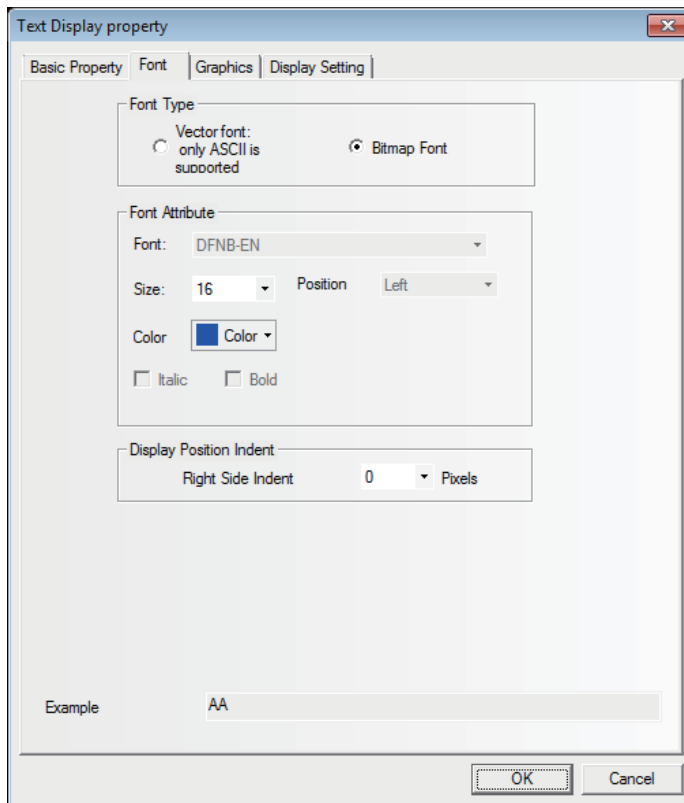 Text Display property
Basic Property Font Graphics Display Setting
Font Type
Vector font:
only ASCII is
supported
Bitmap Font
Font Attribute
Font: DFNB-EN
Size: 16 Position Left
Color Color
Italic Bold
Display Position Indent
Right Side Indent 0 Pixels
Example AA
OK Cancel